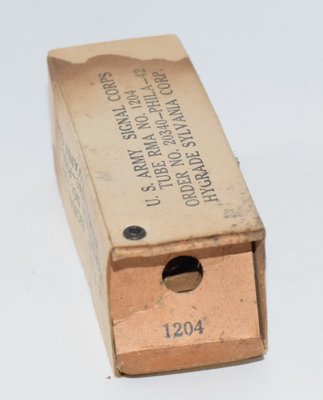 U. S. ARMY SIGNAL CORPS
TUBE RMA NO. 1204
ORDER NO. 20340-PHILA-42
HYGRADE SYLVANIA CORP.
1204